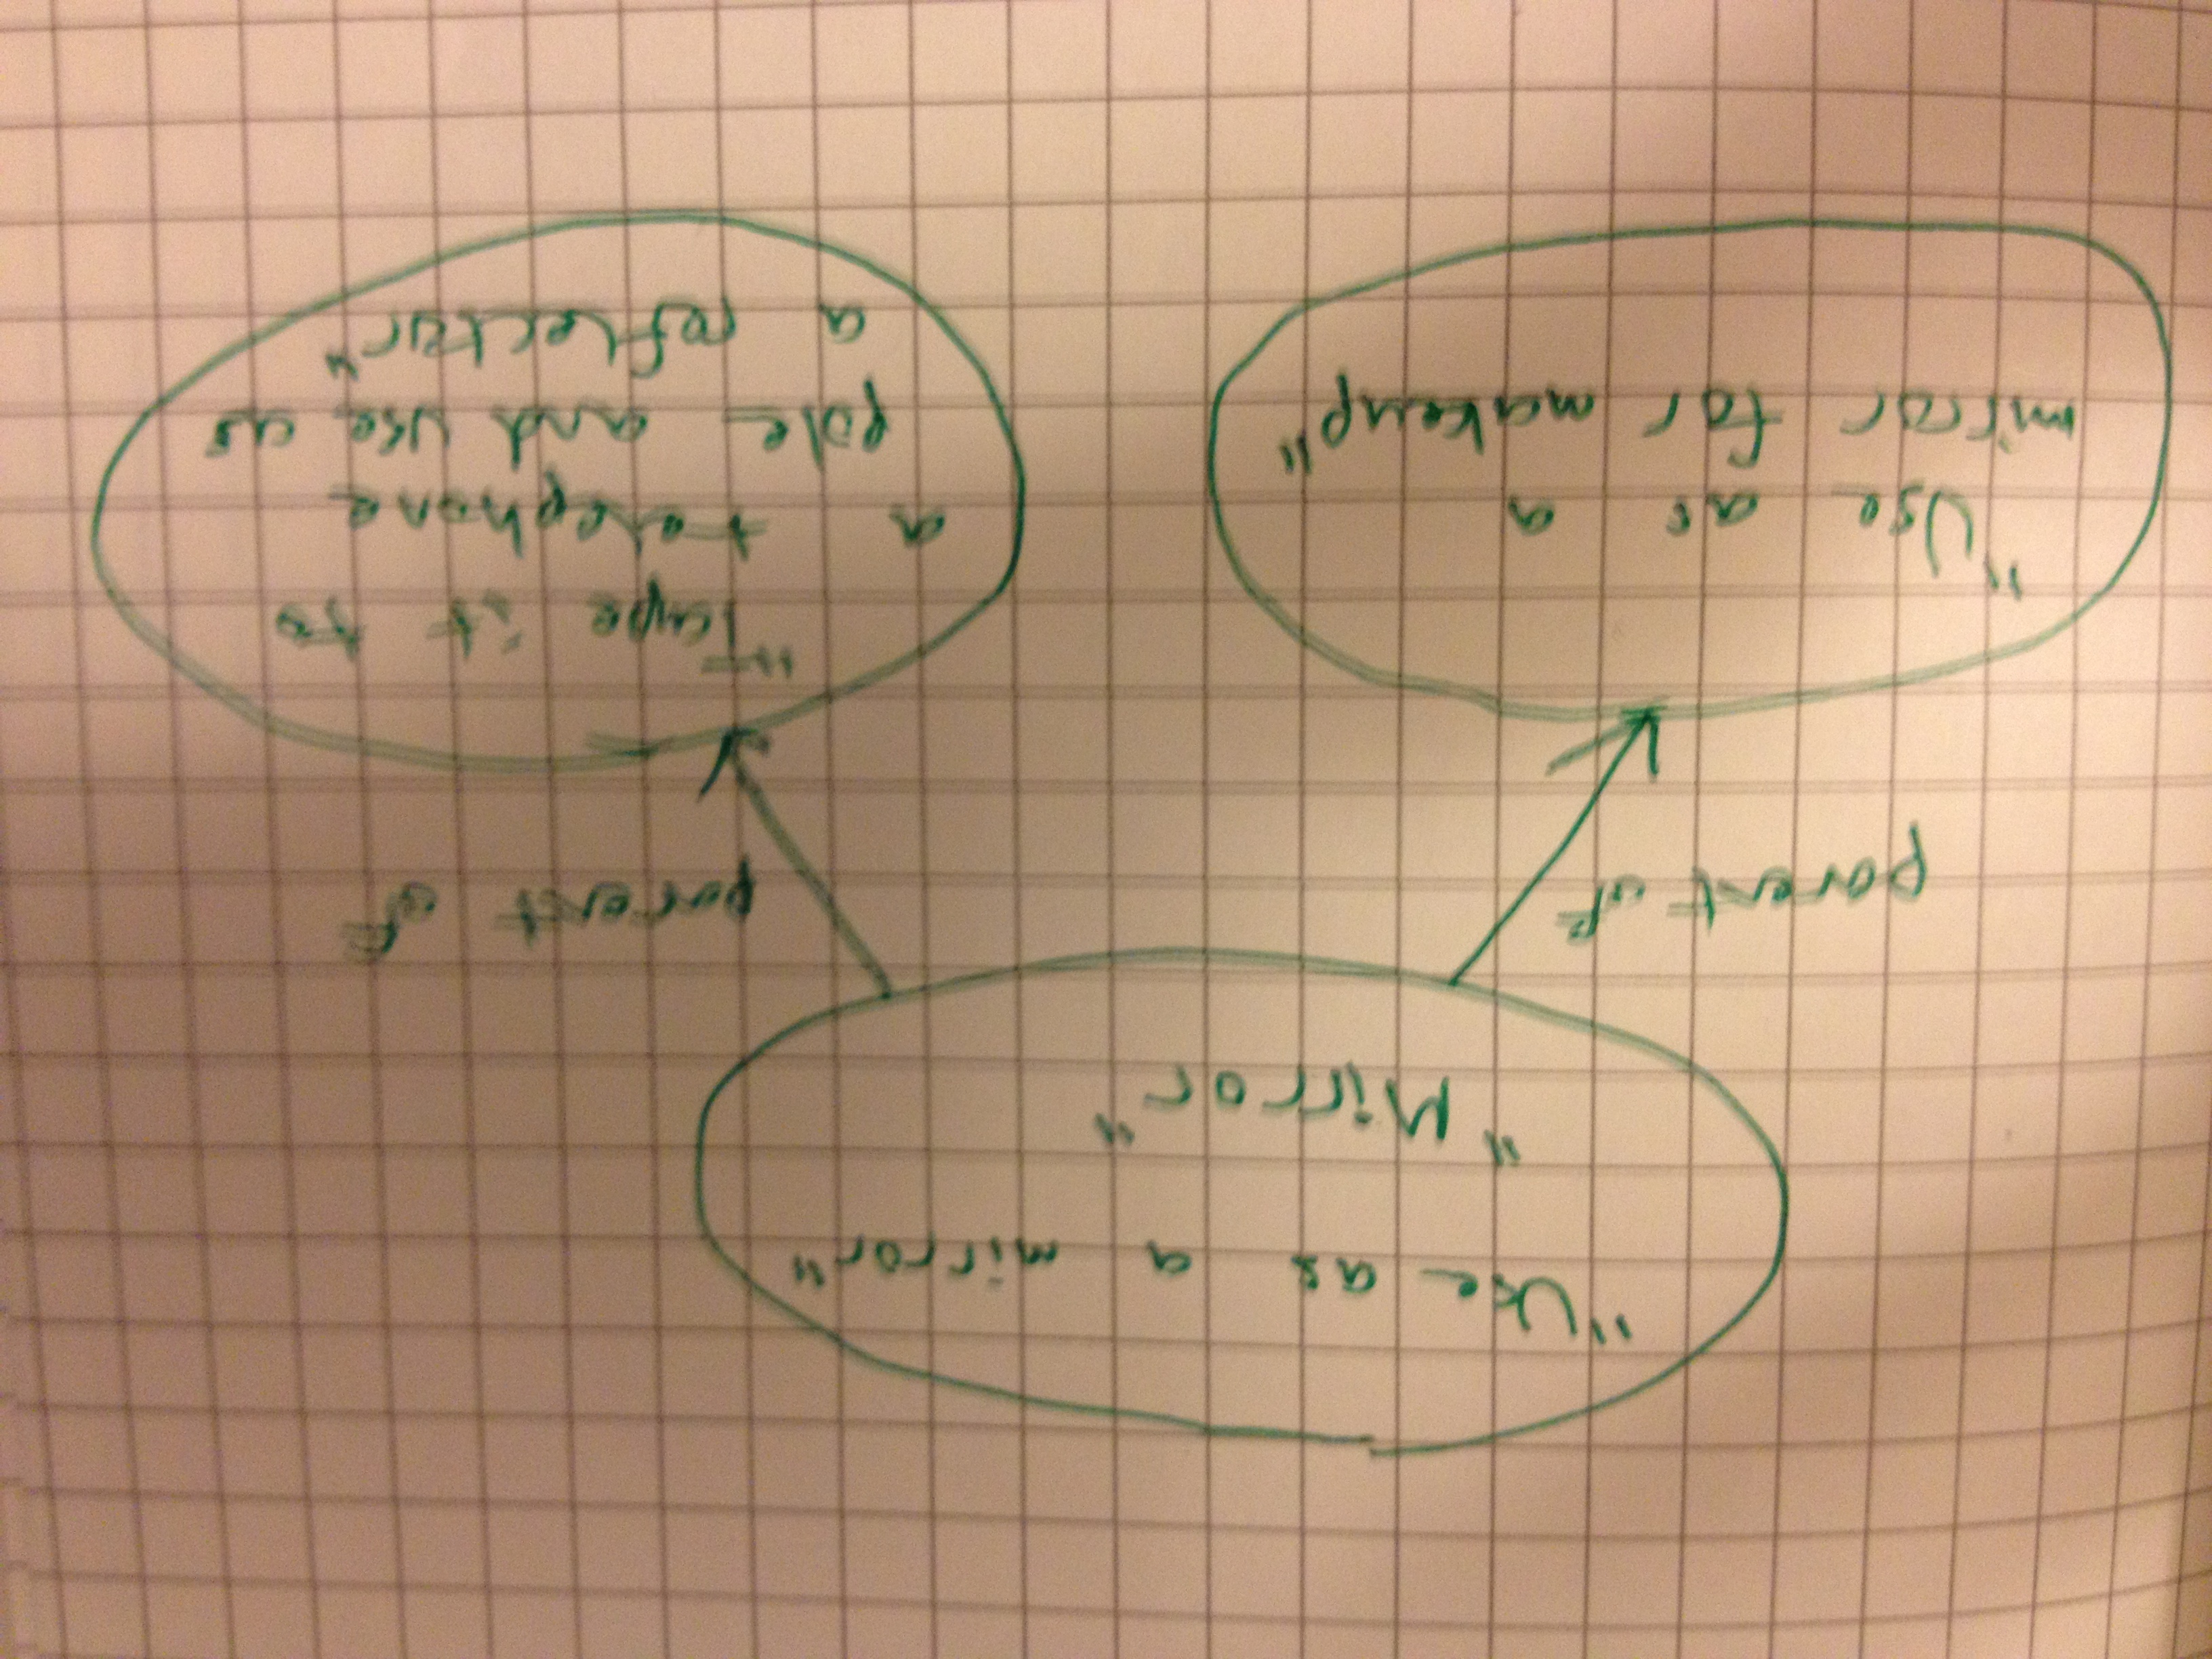 "Use as a mirror"
"Mirror"
parent of
parent of
"Use as a
mirror for makeup"
"Tape it to
a telephone
pole and use as
a reflector"